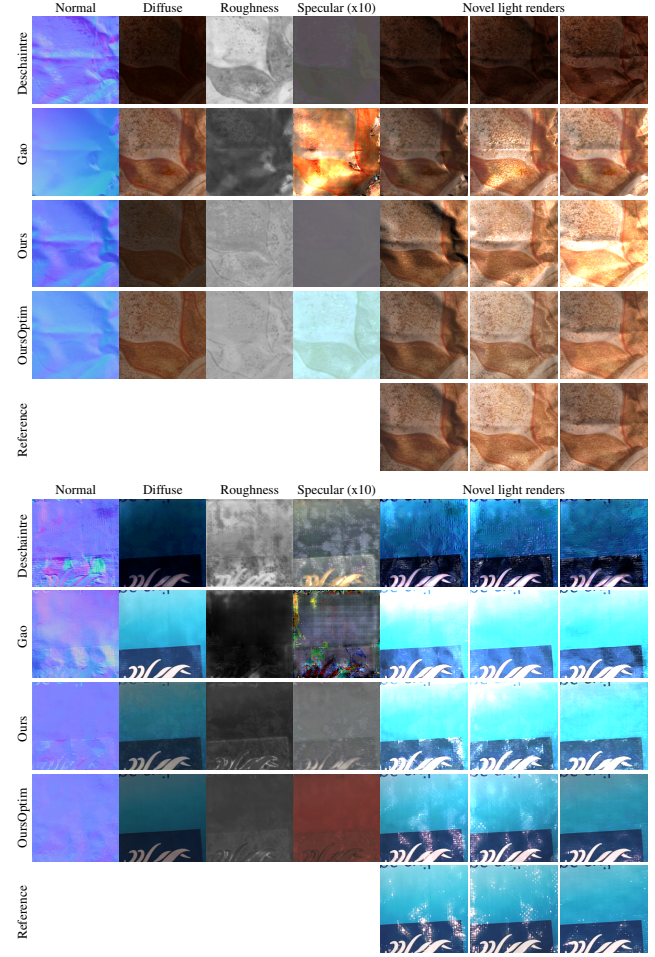 Normal Diffuse Roughness Specular (x10) Novel light renders
Deschaintre
Gao
Ours
OursOptim
Reference
Normal Diffuse Roughness Specular (x10) Novel light renders
Deschaintre
Gao
Ours
OursOptim
Reference